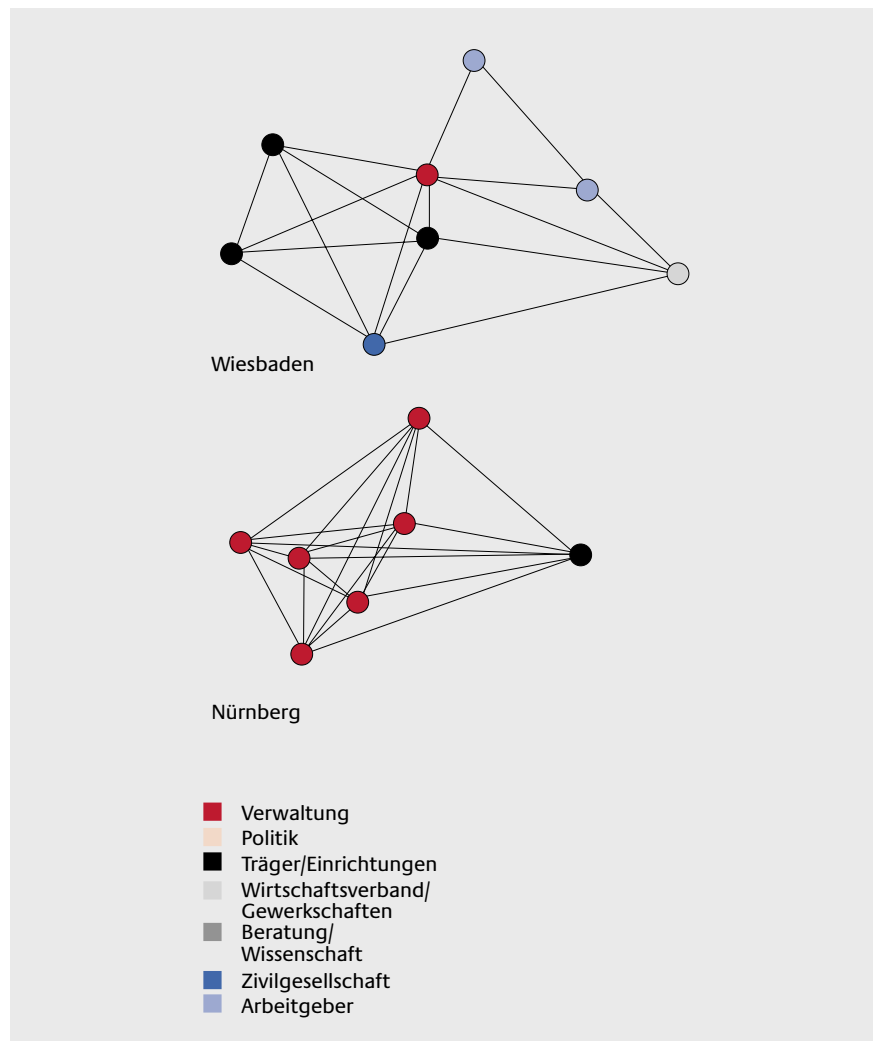 Wiesbaden
Nürnberg
Verwaltung
Politik
Träger/Einrichtungen
Wirtschaftsverband/
Gewerkschaften
Beratung/
Wissenschaft
Zivilgesellschaft
Arbeitgeber